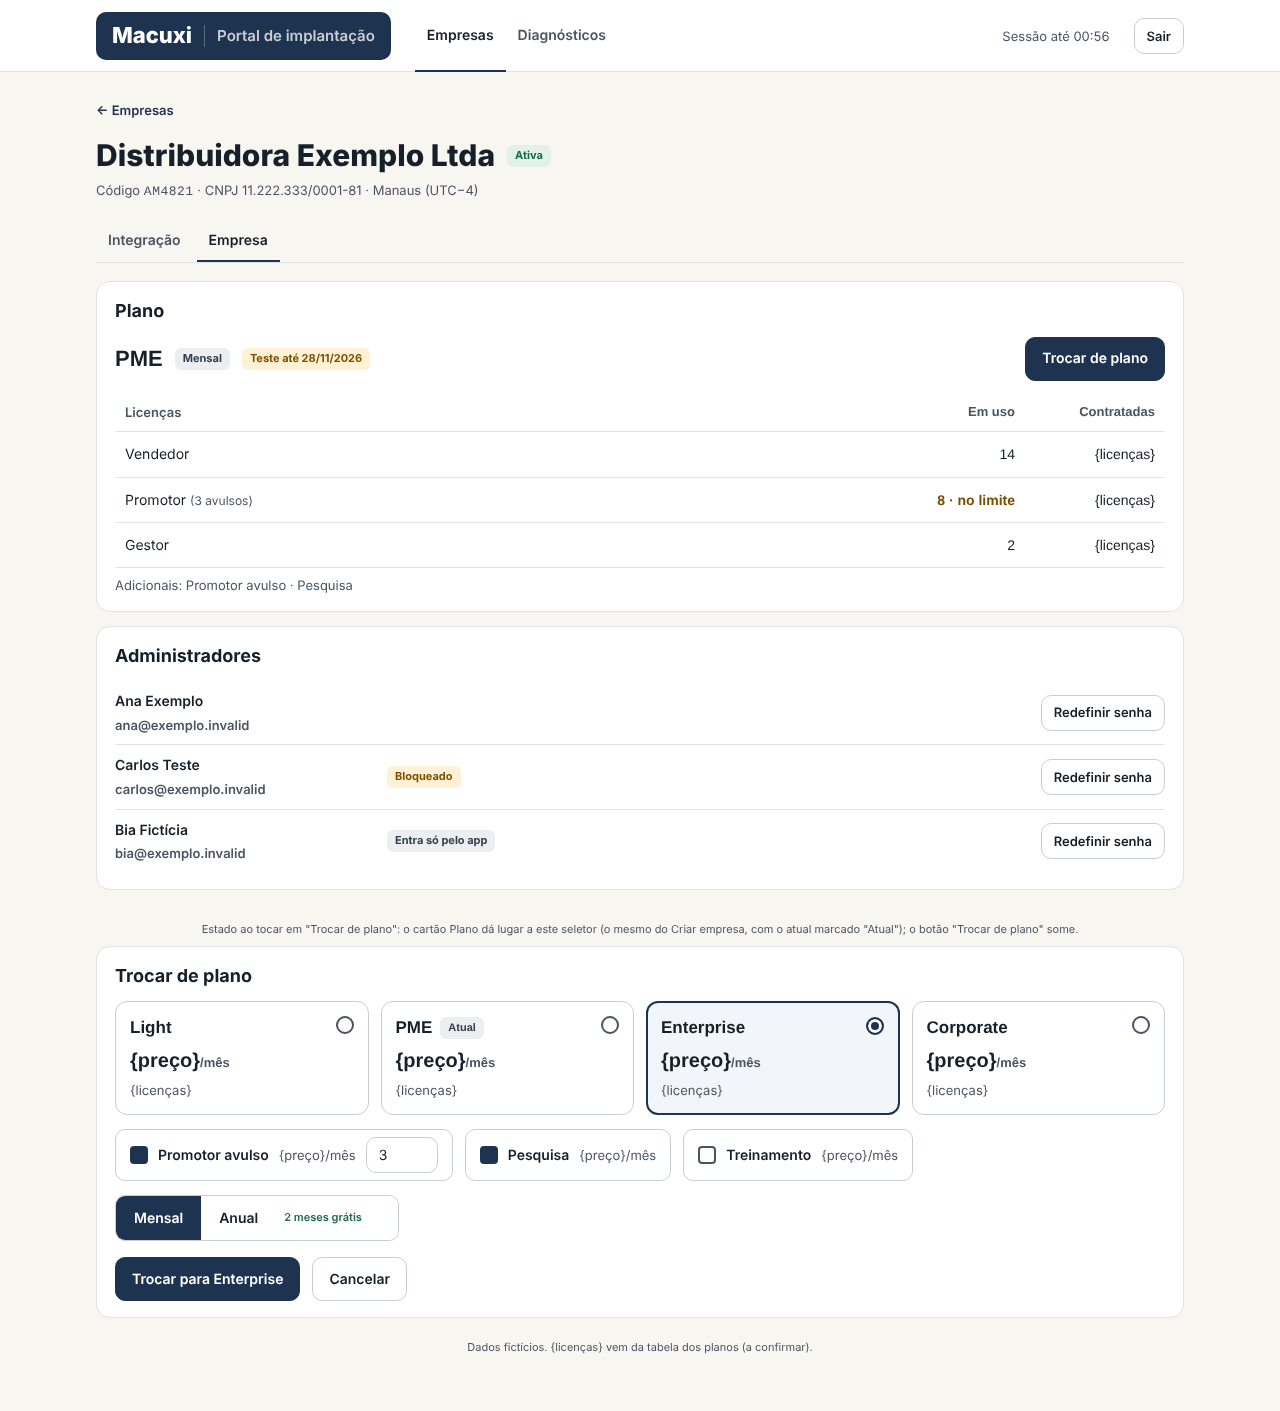 Macuxi Portal de implantação Empresas Diagnósticos Sessão até 00:56 Sair
← Empresas
Distribuidora Exemplo Ltda Ativa
Código AM4821 · CNPJ 11.222.333/0001-81 · Manaus (UTC−4)
Integração Empresa
Plano
PME Mensal Teste até 28/11/2026 Trocar de plano
Licenças Em uso Contratadas
Vendedor 14 {licenças}
Promotor (3 avulsos) 8 · no limite {licenças}
Gestor 2 {licenças}
Adicionais: Promotor avulso · Pesquisa
Administradores
Ana Exemplo
ana@exemplo.invalid
Redefinir senha
Carlos Teste
carlos@exemplo.invalid
Bloqueado
Redefinir senha
Bia Fictícia
bia@exemplo.invalid
Entra só pelo app
Redefinir senha
Estado ao tocar em "Trocar de plano": o cartão Plano dá lugar a este seletor (o mesmo do Criar empresa, com o atual marcado "Atual"); o botão "Trocar de plano" some.
Trocar de plano
Light
{preço}/mês
{licenças}
PME Atual
{preço}/mês
{licenças}
Enterprise
{preço}/mês
{licenças}
Corporate
{preço}/mês
{licenças}
Promotor avulso {preço}/mês 3
Pesquisa {preço}/mês
Treinamento {preço}/mês
Mensal Anual 2 meses grátis
Trocar para Enterprise Cancelar
Dados fictícios. {licenças} vem da tabela dos planos (a confirmar).